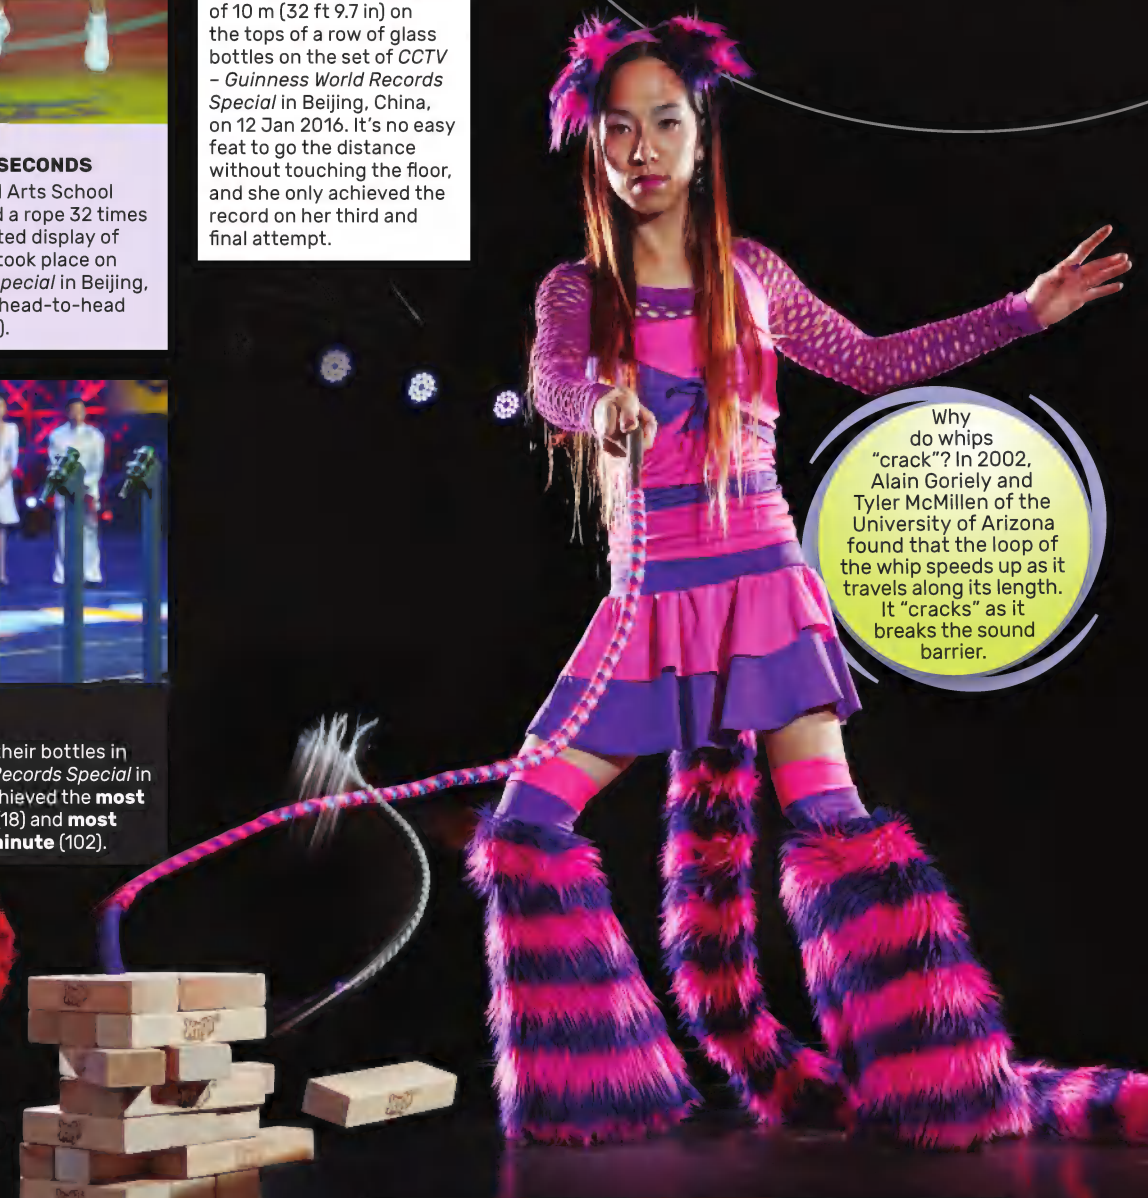 of 10 m (32 ft 9.7 in) on
the tops of a row of glass
bottles on the set of CCTV
– Guinness World Records
Special in Beijing, China,
on 12 Jan 2016. It's no easy
feat to go the distance
without touching the floor,
and she only achieved the
record on her third and
final attempt.
SECONDS
Arts School
a rope 32 times
display of
took place on
in Beijing,
head-to-head
).
their bottles in
Records Special in
the most
18) and most
(102).
Why
do whips
“crack”? In 2002,
Alain Goriely and
Tyler McMillen of the
University of Arizona
found that the loop of
the whip speeds up as it
travels along its length.
It “cracks” as it
breaks the sound
barrier.